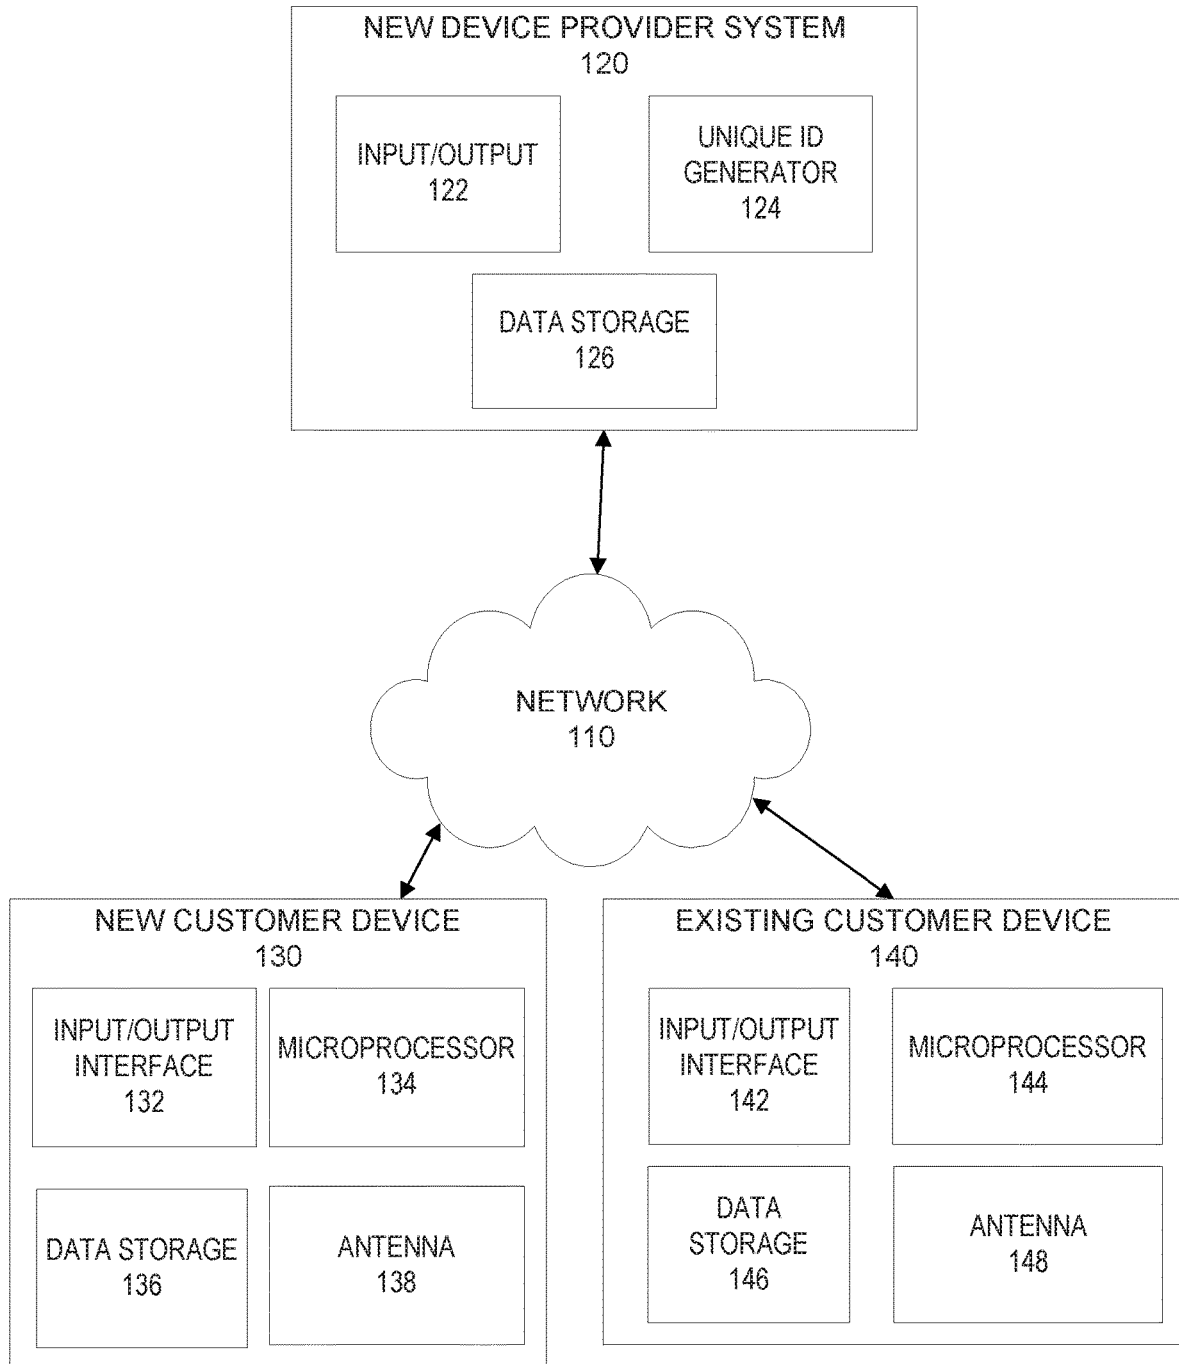 NEW DEVICE PROVIDER SYSTEM
120
INPUT/OUTPUT
122
UNIQUE ID
GENERATOR
124
DATA STORAGE
126
NETWORK
110
NEW CUSTOMER DEVICE
130
INPUT/OUTPUT
INTERFACE
132
MICROPROCESSOR
134
DATA STORAGE
136
ANTENNA
138
EXISTING CUSTOMER DEVICE
140
INPUT/OUTPUT
INTERFACE
142
MICROPROCESSOR
144
DATA
STORAGE
146
ANTENNA
148